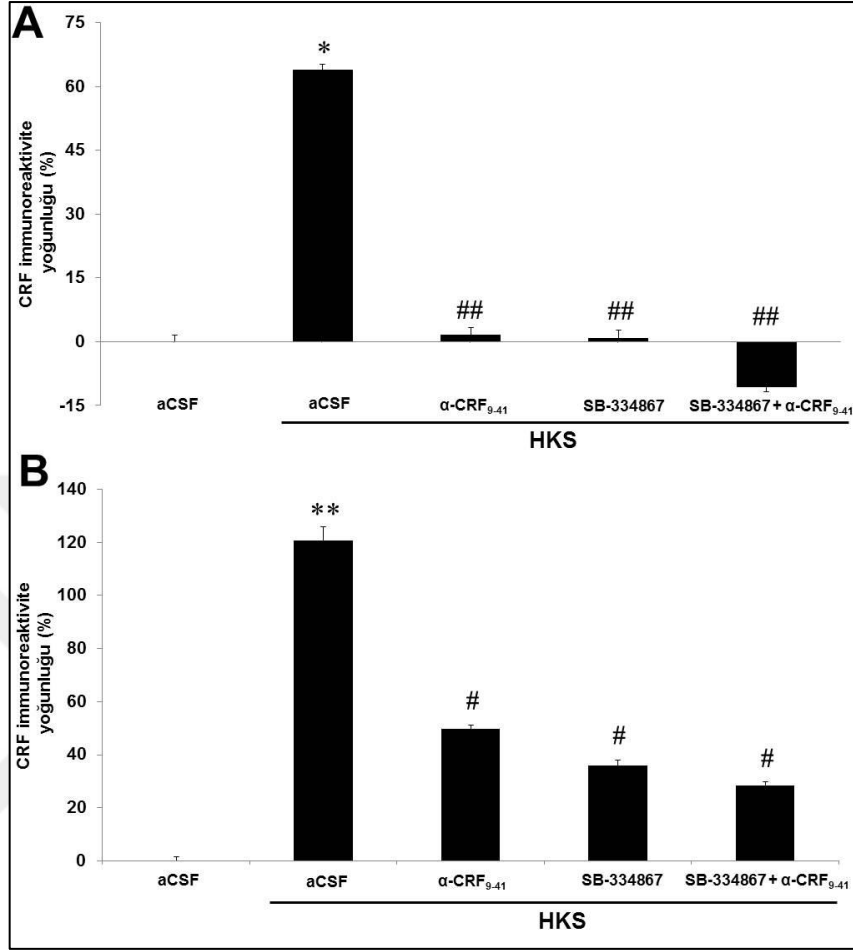 A
CRF immunoreaktivite
yoğunluğu (%)
75
60
45
30
15
0
-15
*
##
##
##
aCSF
aCSF
α-CRF₉₋₄₁
SB-334867
SB-334867 + α-CRF₉₋₄₁
HKS
B
CRF immunoreaktivite
yoğunluğu (%)
140
120
100
80
60
40
20
0
**
#
#
#
aCSF
aCSF
α-CRF₉₋₄₁
SB-334867
SB-334867 + α-CRF₉₋₄₁
HKS